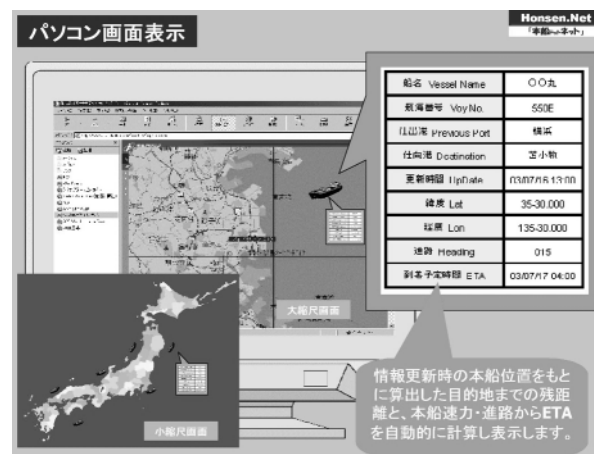 パソコン画面表示
Honsen.Net
「本船ネット」
船名 Vessel Name ○○丸
航海番号 Voy No. 550E
仕出港 Previous Port 横浜
仕向港 Destination 苫小牧
更新時間 UpDate 03/07/16 13:00
緯度 Lat 35-30.000
経度 Lon 135-30.000
進路 Heading 015
到着予定時間 ETA 03/07/17 04:00
大縮尺画面
小縮尺画面
情報更新時の本船位置をもと
に算出した目的地までの残距
離と、本船速力・進路からETA
を自動的に計算し表示します。